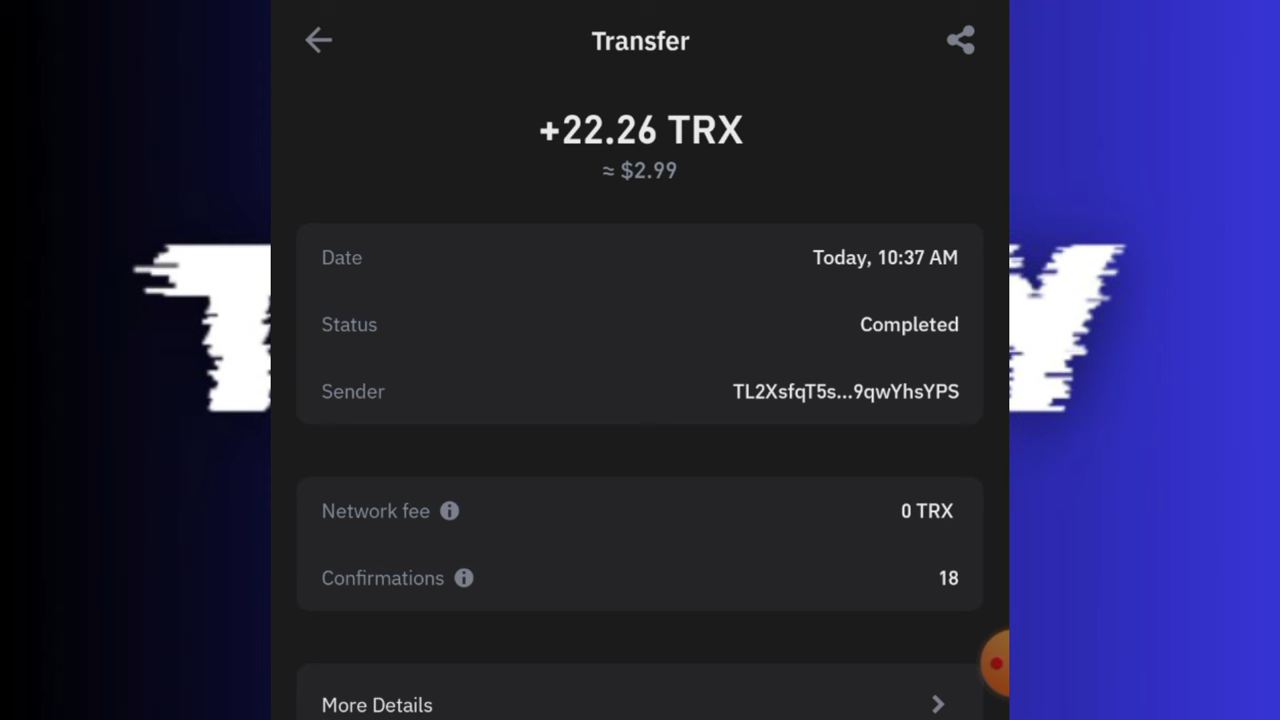 Transfer
+22.26 TRX
≈ $2.99
Date Today, 10:37 AM
Status Completed
Sender TL2XsfqT5s...9qwYhsYPS
Network fee 0 TRX
Confirmations 18
More Details